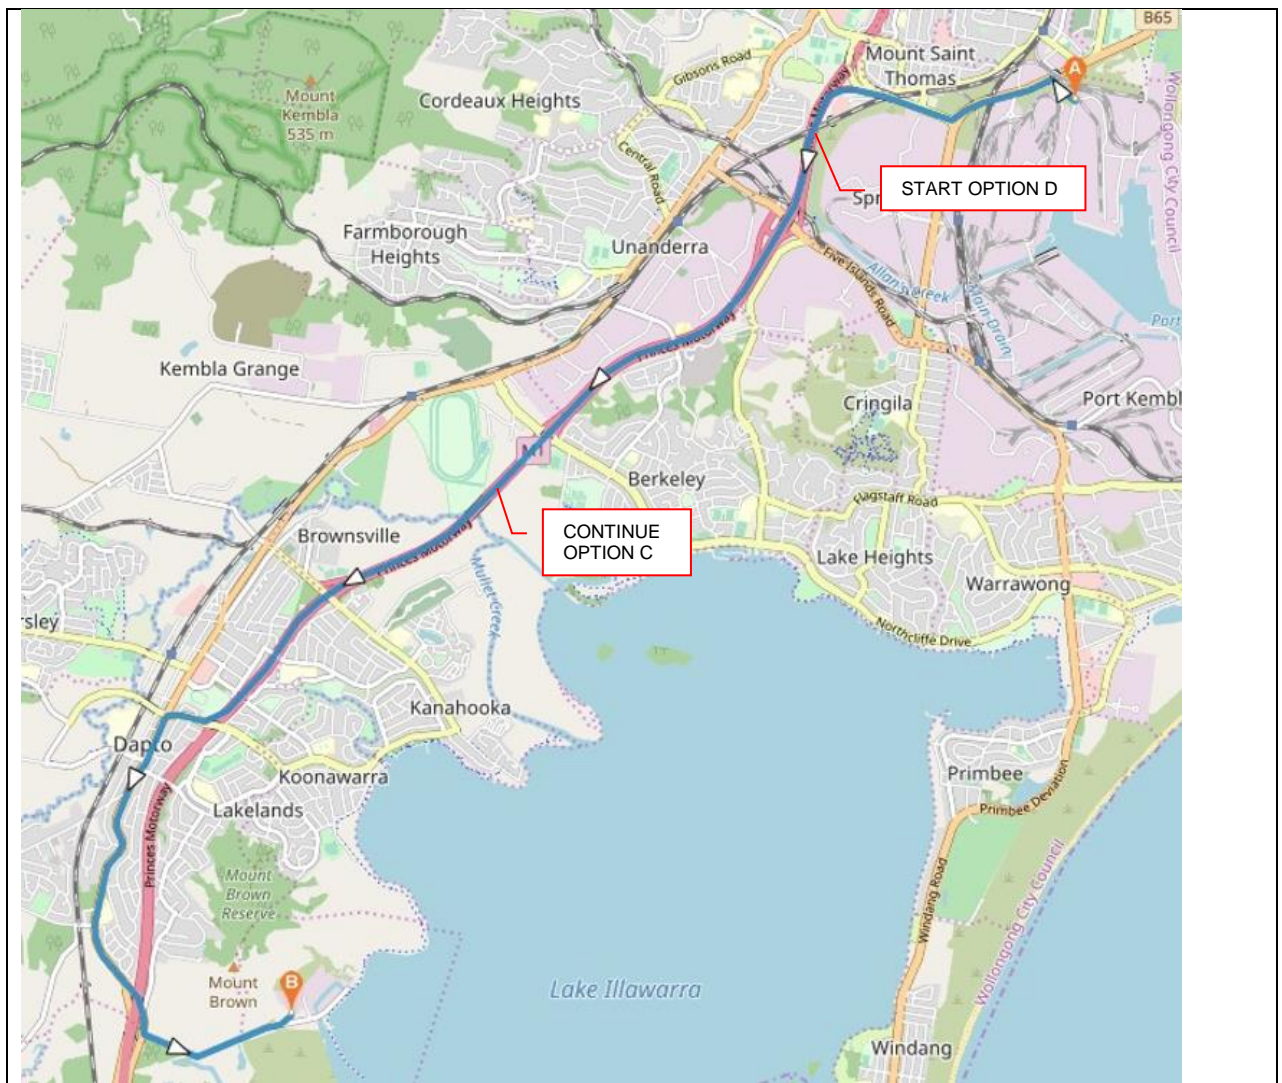 B65
Mount Saint
Thomas
A
Gibsons Road
Motorway
Cordeaux Heights
Mount
Kembla
535 m
Wollongong City Council
Central Road
START OPTION D
Farmborough
Heights
Unanderra
Five Islands Road
Allans Creek
Main Drain
Port
Princes Motorway
Kembla Grange
Cringila
Port Kembl
M1
Berkeley
Flagstaff Road
Brownsville
CONTINUE
OPTION C
Princes Motorway
Lake Heights
Warrawong
Mullet Creek
rsley
Northcliffe Drive
Kanahooka
Dapto
Koonawarra
Primbee
Lakelands
Primbee Deviation
Princes Motorway
Mount
Brown
Reserve
Windang Road
Wollongong City Council
Mount
Brown
B
Lake Illawarra
Windang